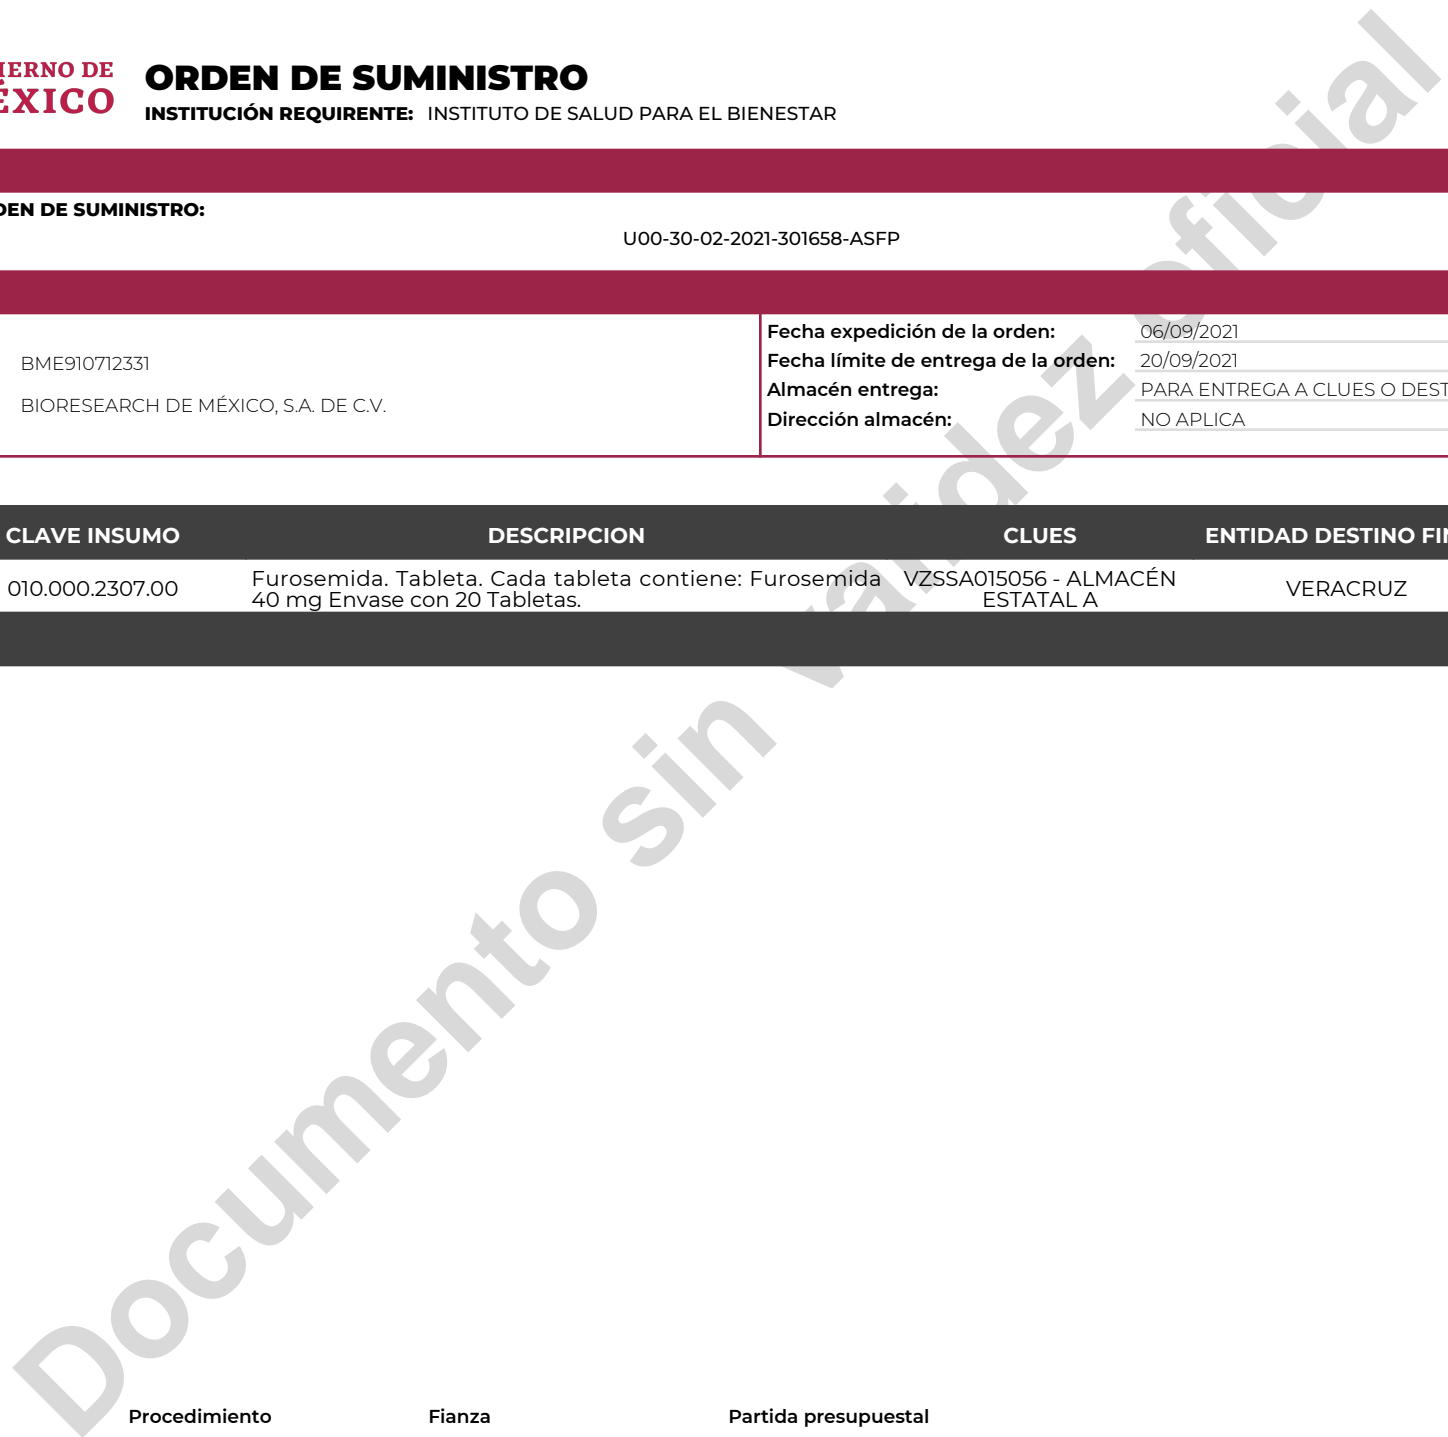 IERNO DE
ÉXICO
ORDEN DE SUMINISTRO
INSTITUCIÓN REQUIRENTE: INSTITUTO DE SALUD PARA EL BIENESTAR
DEN DE SUMINISTRO:
U00-30-02-2021-301658-ASFP
BME910712331
BIORESEARCH DE MÉXICO, S.A. DE C.V.
Fecha expedición de la orden: 06/09/2021
Fecha límite de entrega de la orden: 20/09/2021
Almacén entrega: PARA ENTREGA A CLUES O DEST
Dirección almacén: NO APLICA
CLAVE INSUMO DESCRIPCION CLUES ENTIDAD DESTINO FIN
010.000.2307.00
Furosemida. Tableta. Cada tableta contiene: Furosemida
40 mg Envase con 20 Tabletas.
VZSSA015056 - ALMACÉN
ESTATAL A
VERACRUZ
Documento sin validez oficial
Procedimiento Fianza Partida presupuestal